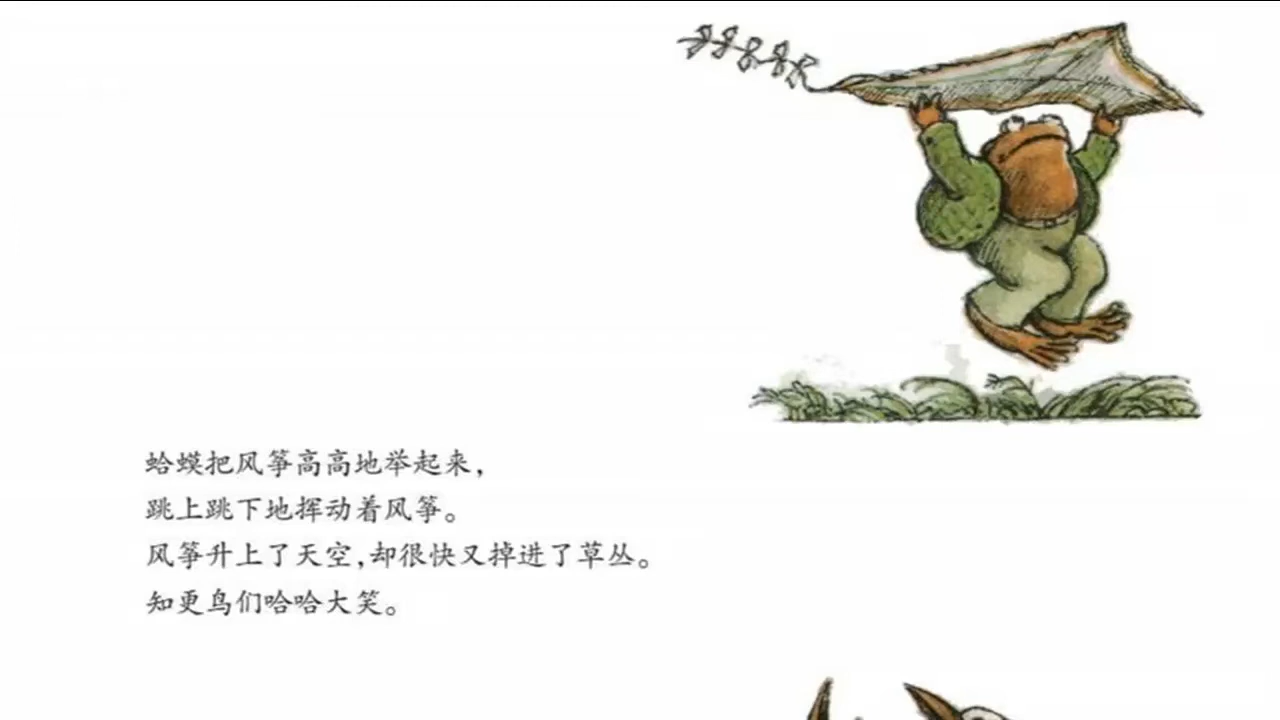 蛤蟆把风筝高高地举起来，
跳上跳下地挥动着风筝。
风筝升上了天空，却很快又掉进了草丛。
知更鸟们哈哈大笑。